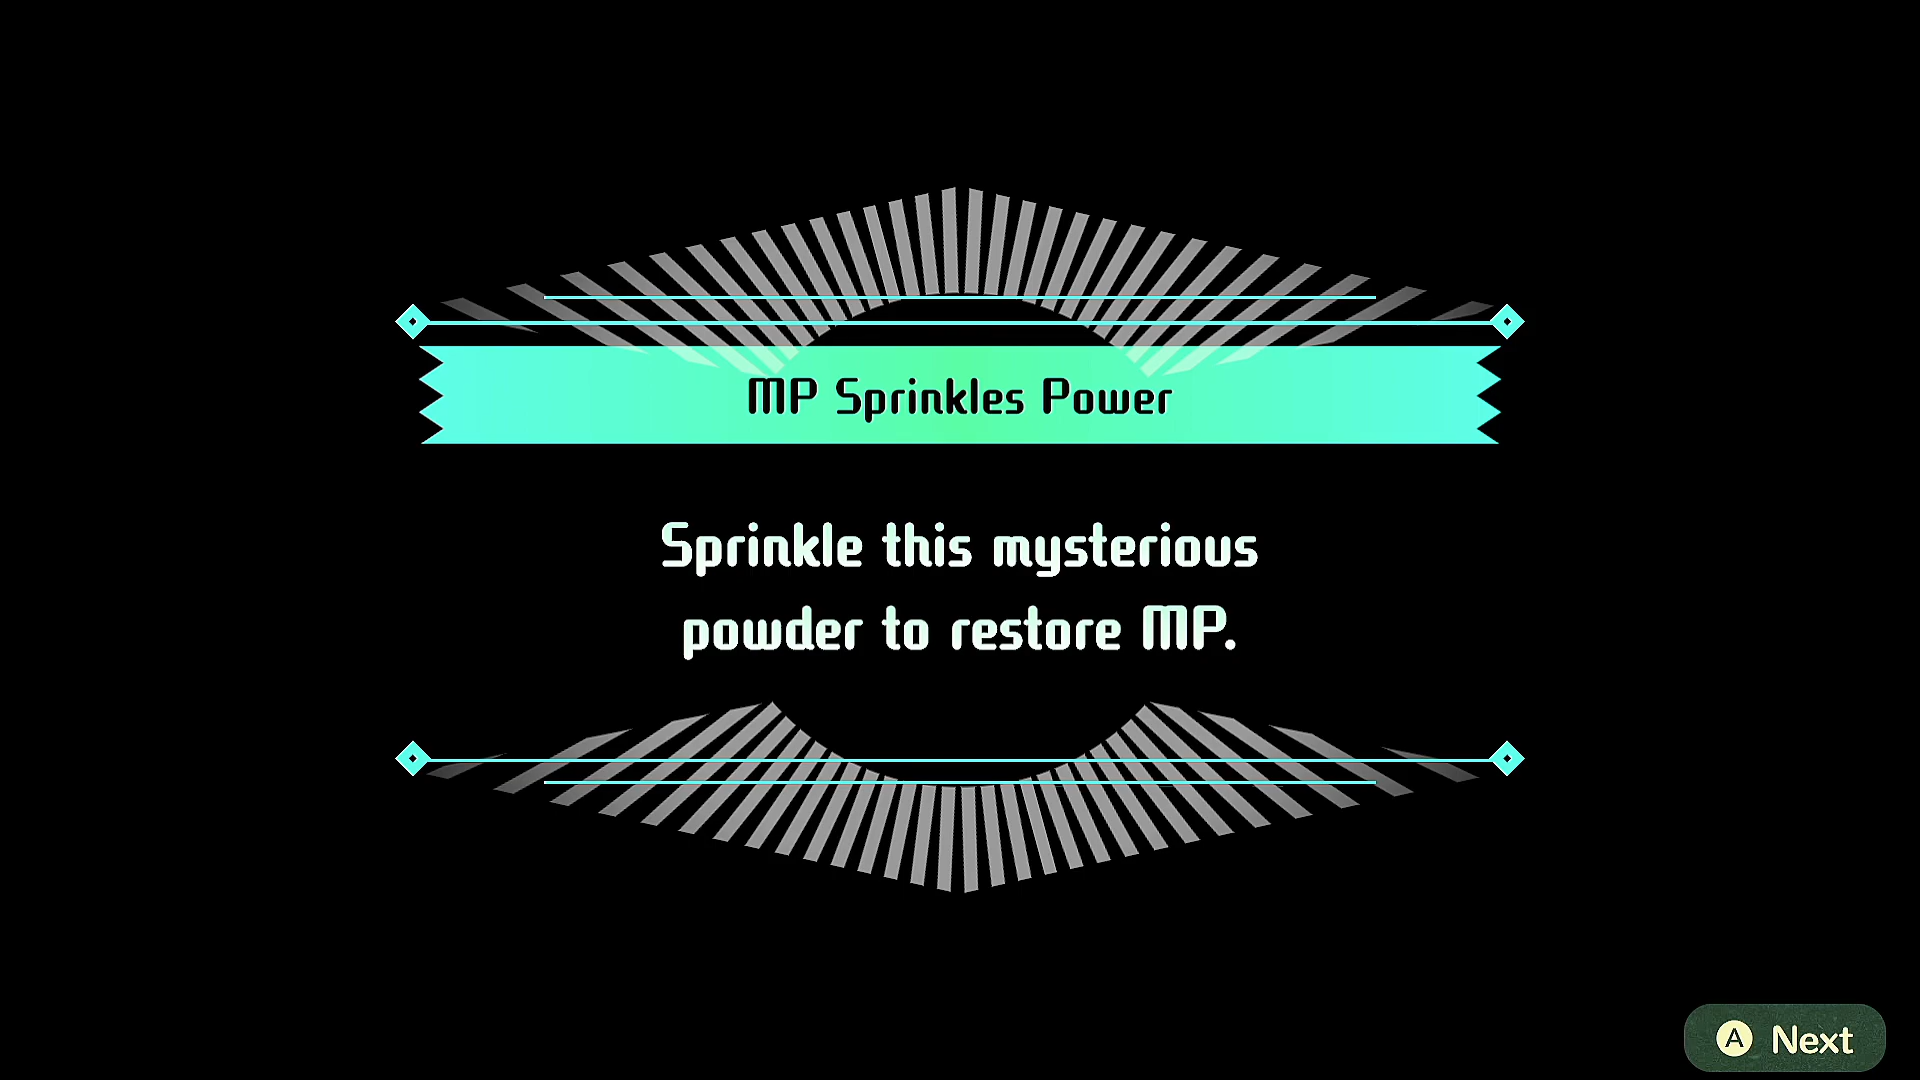 MP Sprinkles Power
Sprinkle this mysterious
powder to restore MP.
A Next